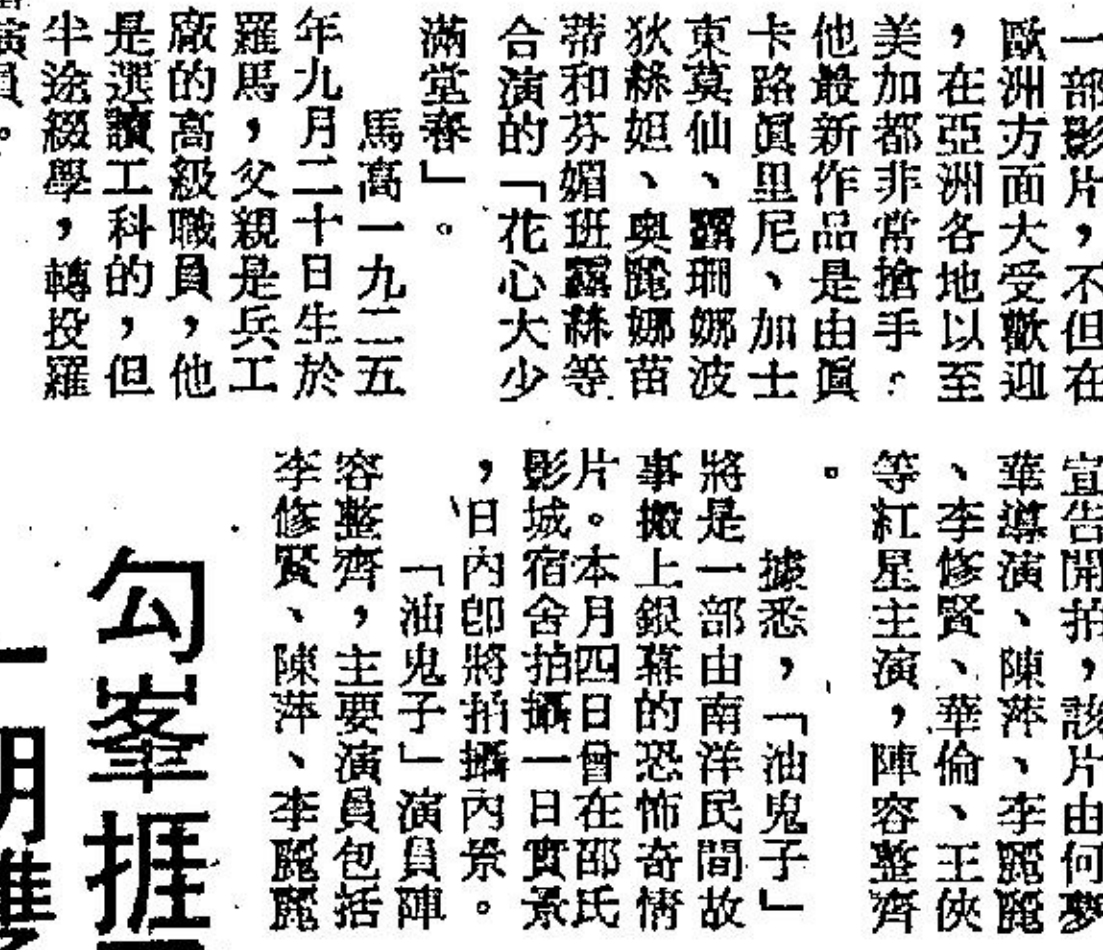 一部影片，不但在
歐洲方面大受歡迎
，在亞洲各地以至
美加都非常搶手，
他最新作品是由眞
卡路眞里尼、加士
東莫仙、露珊娜波
狄絲妲、奧麗娜苗
蒂和芬媚班露絲等
合演的「花心大少
滿堂春」。
馬高一九二五
年九月二十日生於
羅馬，父親是兵工
廠的高級職員，他
是選讀工科的，但
半途綴學，轉投羅
演員。
宣告開拍，該片由何夢
華導演、陳萍、李麗麗
、李修賢、華倫、王俠
等紅星主演，陣容整齊
。
據悉，「油鬼子」
將是一部由南洋民間故
事搬上銀幕的恐怖奇情
片。本月四日曾在邵氏
影城宿舍拍攝一日實景
，日內卽將拍攝內景。
「油鬼子」演員陣
容整齊，主要演員包括
李修賢、陳萍、李麗麗
勾峯捱
一期